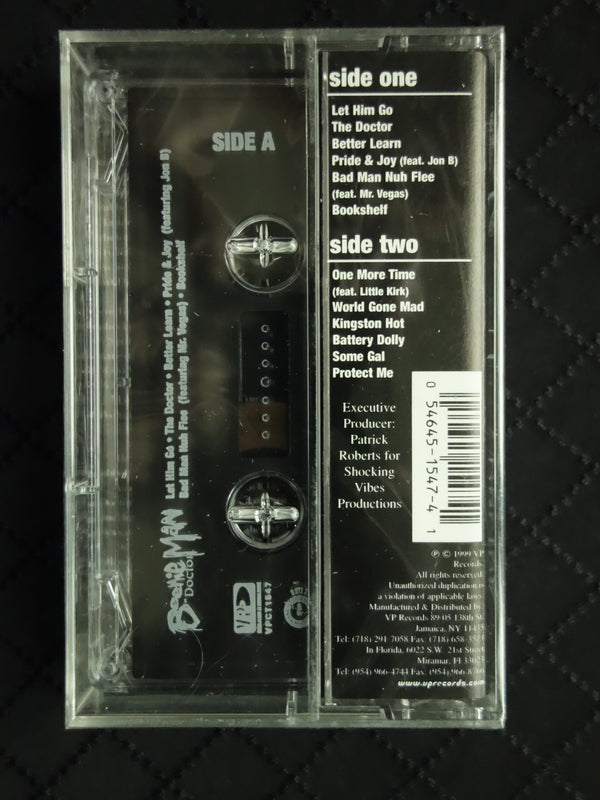 SIDE A
Let Him Go • The Doctor • Better Learn • Pride & Joy (featuring Jon B)
Bad Man Nuh Flee (featuring Mr. Vegas) • Bookshelf
Beenie Man
Doctor
VP
VPCT1547
side one
Let Him Go
The Doctor
Better Learn
Pride & Joy (feat. Jon B)
Bad Man Nuh Flee
(feat. Mr. Vegas)
Bookshelf
side two
One More Time
(feat. Little Kirk)
World Gone Mad
Kingston Hot
Battery Dolly
Some Gal
Protect Me
Executive
Producer:
Patrick
Roberts for
Shocking
Vibes
Productions
0 54645-1547-4 1
℗ © 1999 VP
Records.
All rights reserved.
Unauthorized duplication is
a violation of applicable laws.
Manufactured & Distributed by
VP Records 89-05 138th St.
Jamaica, NY 11435
Tel: (718) 291-7058 Fax: (718) 658-3573
In Florida, 6022 S.W. 21st Street
Miramar, Fl 33023
Tel: (954) 966-4744 Fax: (954) 966-8766
www.vprecords.com